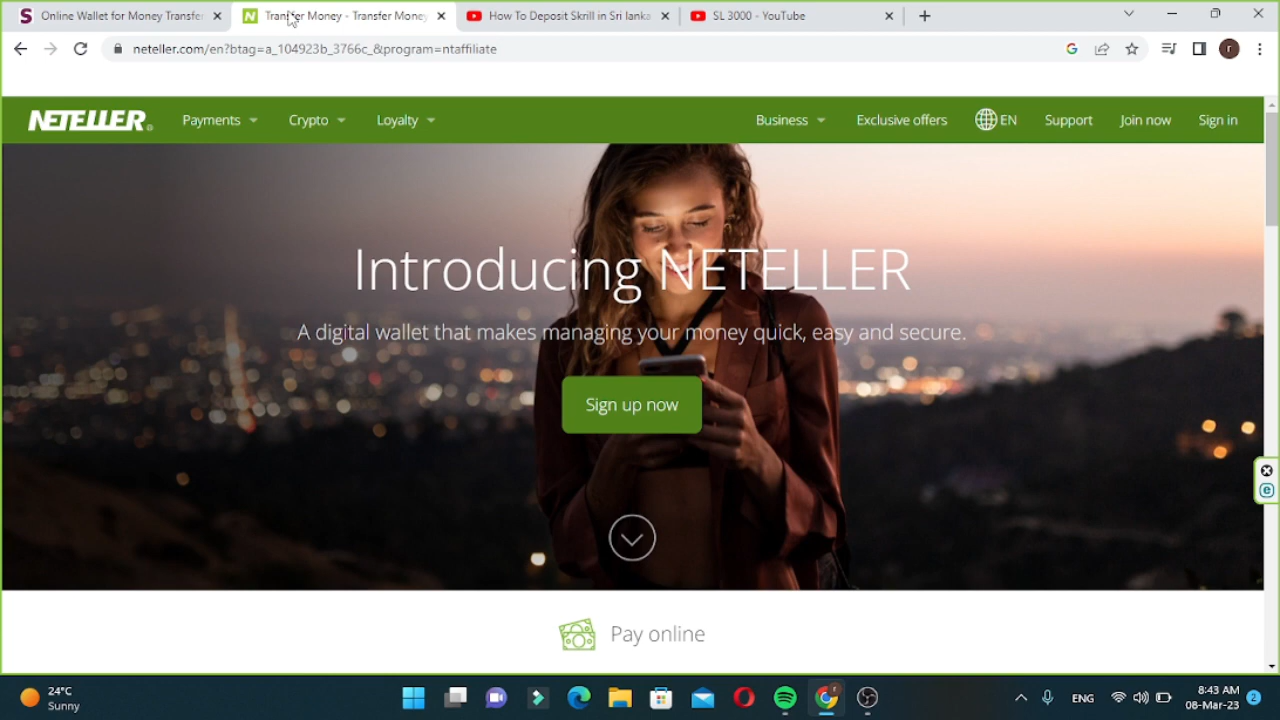 Online Wallet for Money Transfer
Transfer Money - Transfer Money
How To Deposit Skrill in Sri lanka
SL 3000 - YouTube
neteller.com/en?btag=a_104923b_3766c_&program=ntaffiliate
NETELLER
Payments
Crypto
Loyalty
Business
Exclusive offers
EN
Support
Join now
Sign in
Introducing NETELLER
A digital wallet that makes managing your money quick, easy and secure.
Sign up now
Pay online
24°C
Sunny
ENG
8:43 AM
08-Mar-23
2